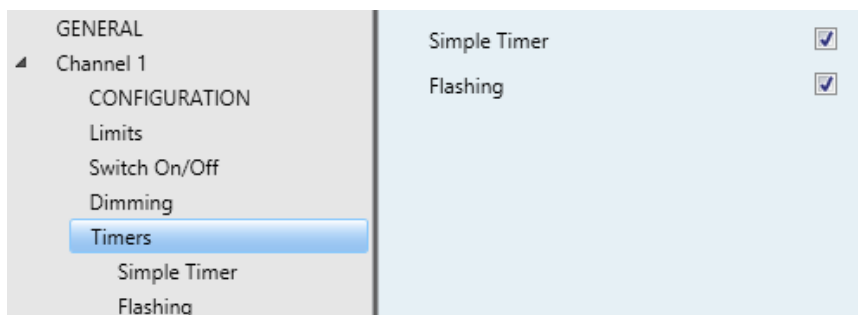 GENERAL
Channel 1
CONFIGURATION
Limits
Switch On/Off
Dimming
Timers
Simple Timer
Flashing
Simple Timer
Flashing